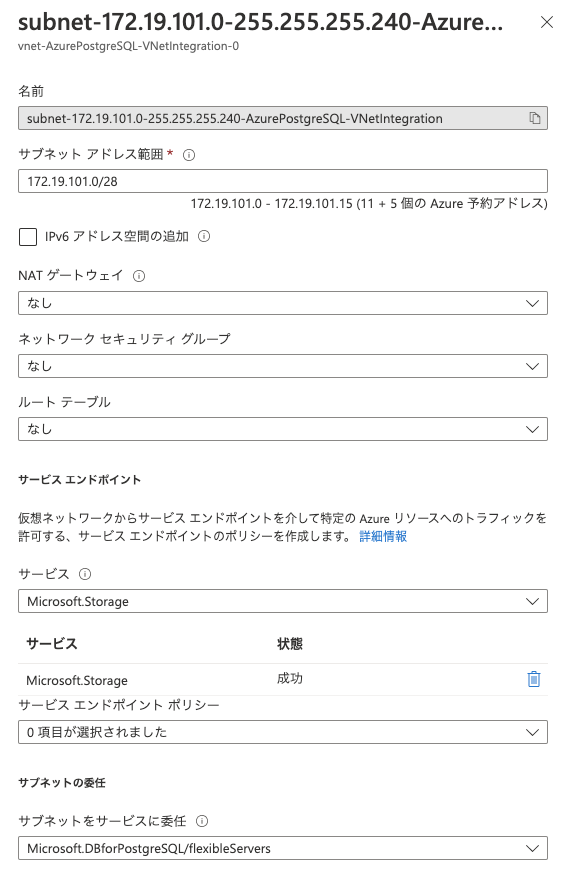 subnet-172.19.101.0-255.255.255.240-Azure...
vnet-AzurePostgreSQL-VNetIntegration-0
名前
subnet-172.19.101.0-255.255.255.240-AzurePostgreSQL-VNetIntegration
サブネット アドレス範囲 *
172.19.101.0/28
172.19.101.0 - 172.19.101.15 (11 + 5 個の Azure 予約アドレス)
IPv6 アドレス空間の追加
NAT ゲートウェイ
なし
ネットワーク セキュリティ グループ
なし
ルート テーブル
なし
サービス エンドポイント
仮想ネットワークからサービス エンドポイントを介して特定の Azure リソースへのトラフィックを
許可する、サービス エンドポイントのポリシーを作成します。 詳細情報
サービス
Microsoft.Storage
サービス 状態
Microsoft.Storage 成功
サービス エンドポイント ポリシー
0 項目が選択されました
サブネットの委任
サブネットをサービスに委任
Microsoft.DBforPostgreSQL/flexibleServers